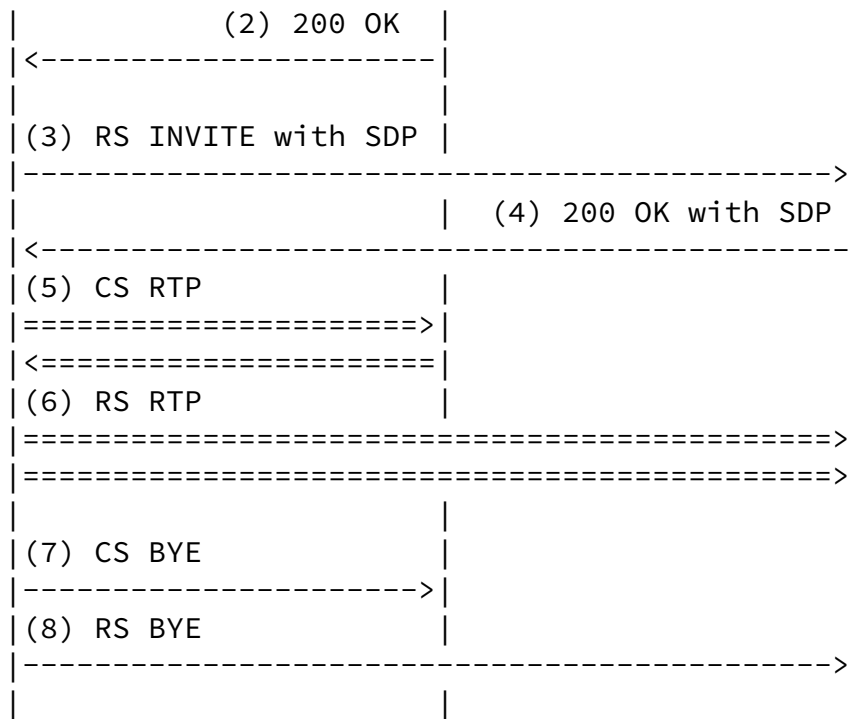 (2) 200 OK
(3) RS INVITE with SDP
(4) 200 OK with SDP
(5) CS RTP
(6) RS RTP
(7) CS BYE
(8) RS BYE